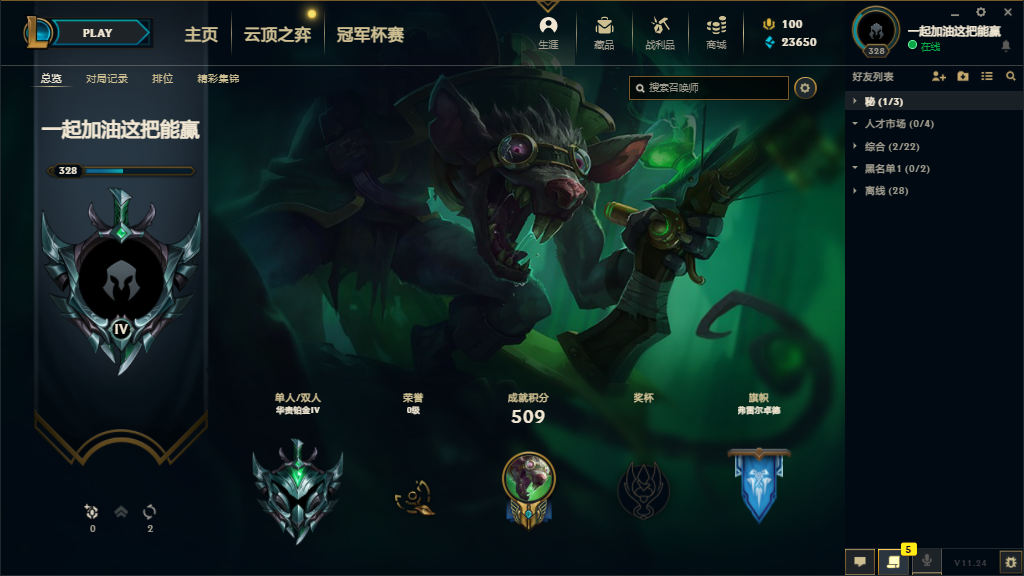 PLAY
主页
云顶之弈
冠军杯赛
生涯
藏品
战利品
商城
100
23650
328
一起加油这把能赢
在线
总览
对局记录
排位
精彩集锦
搜索召唤师
好友列表
秘 (1/3)
人才市场 (0/4)
综合 (2/22)
黑名单1 (0/2)
离线 (28)
一起加油这把能赢
328
IV
单人/双人
华贵铂金IV
荣誉
0级
成就积分
509
奖杯
旗帜
弗雷尔卓德
0
2
5
V11.24